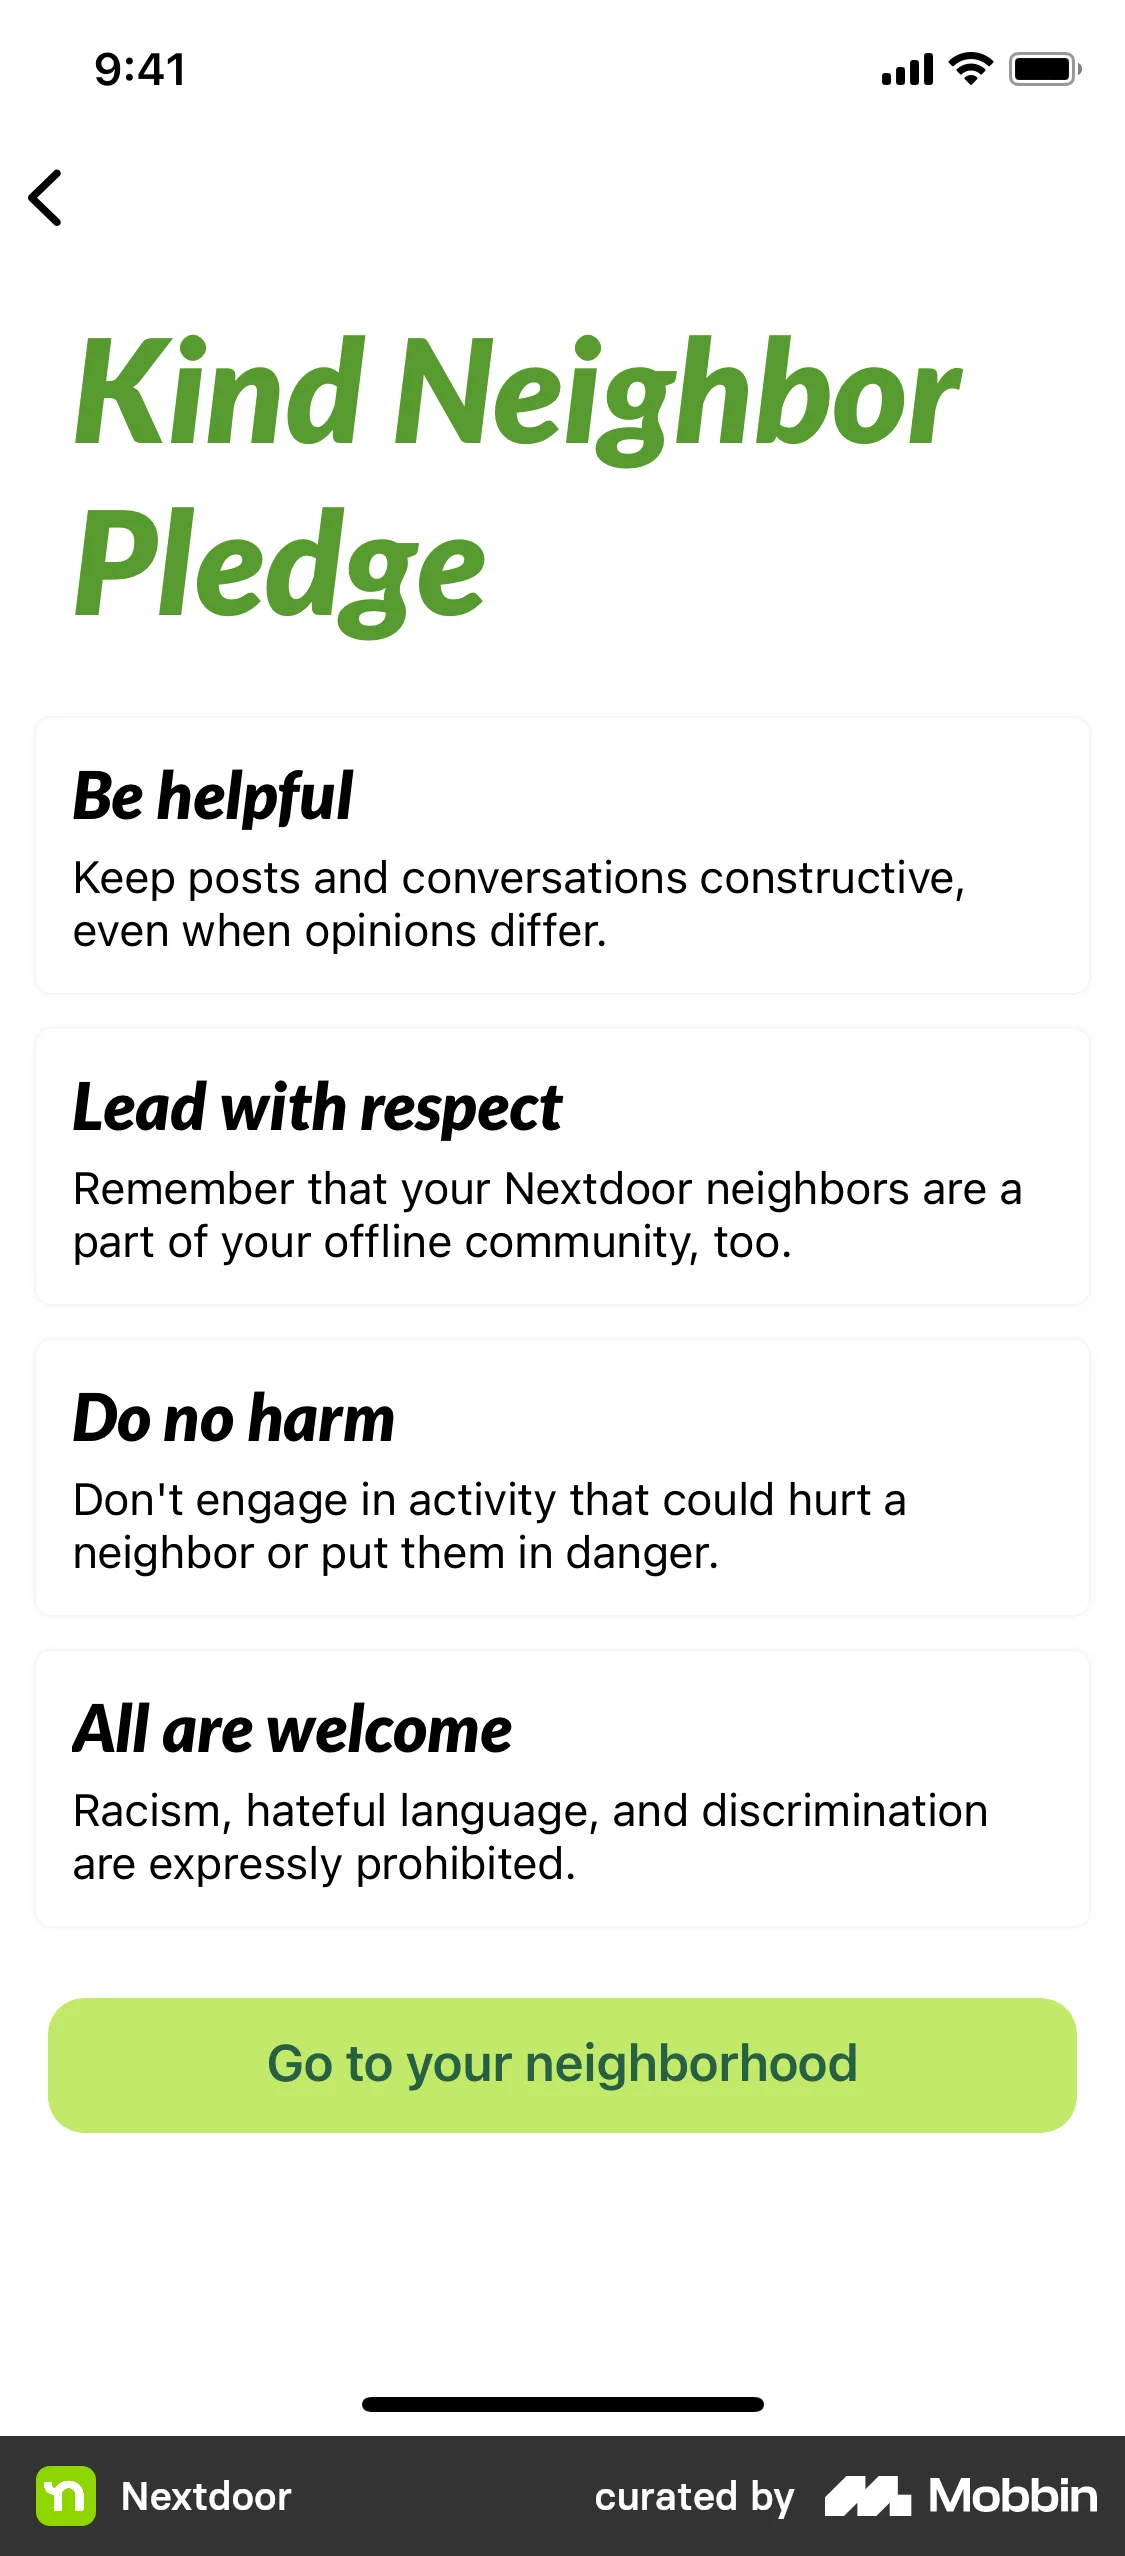 9:41
Kind Neighbor
Pledge
Be helpful
Keep posts and conversations constructive,
even when opinions differ.
Lead with respect
Remember that your Nextdoor neighbors are a
part of your offline community, too.
Do no harm
Don't engage in activity that could hurt a
neighbor or put them in danger.
All are welcome
Racism, hateful language, and discrimination
are expressly prohibited.
Go to your neighborhood
Nextdoor
curated by Mobbin